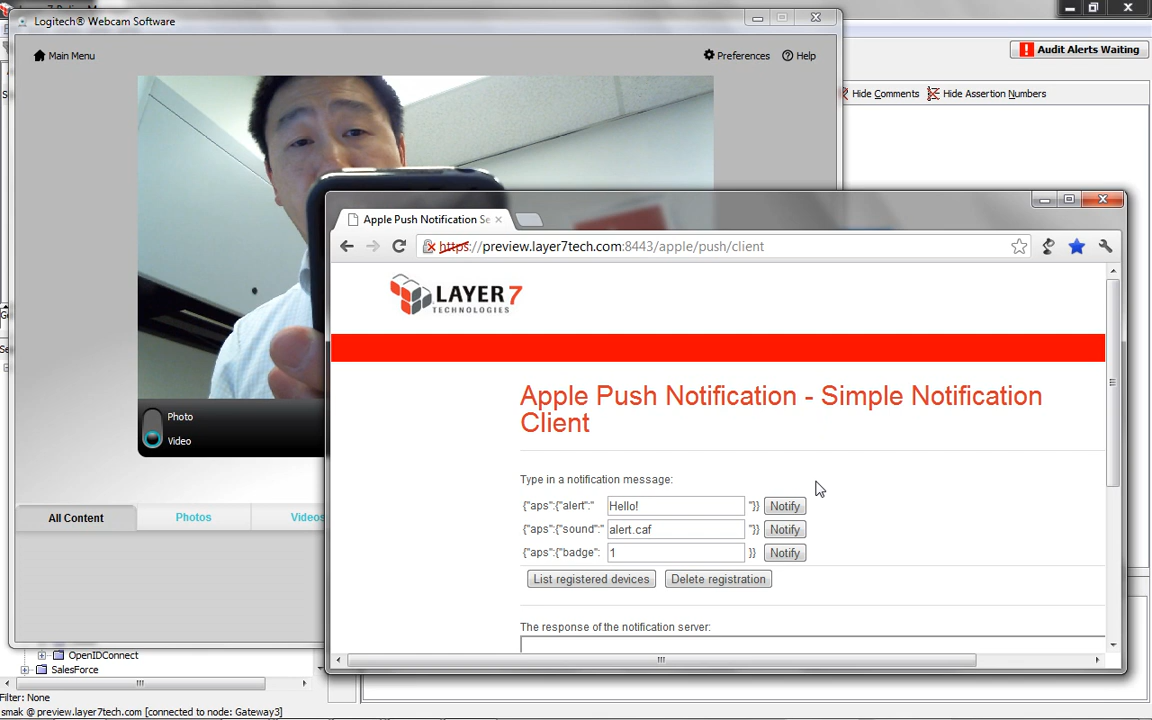 Logitech® Webcam Software
Main Menu
Preferences
Help
Audit Alerts Waiting
Hide Comments
Hide Assertion Numbers
Apple Push Notification Se
https://preview.layer7tech.com:8443/apple/push/client
LAYER 7
TECHNOLOGIES
Apple Push Notification - Simple Notification
Client
Type in a notification message:
{"aps":{"alert":" Hello! "}} Notify
{"aps":{"sound":" alert.caf "}} Notify
{"aps":{"badge": 1 }} Notify
List registered devices Delete registration
The response of the notification server:
Photo
Video
All Content
Photos
Videos
OpenIDConnect
SalesForce
Filter: None
smak @ preview.layer7tech.com [connected to node: Gateway3]